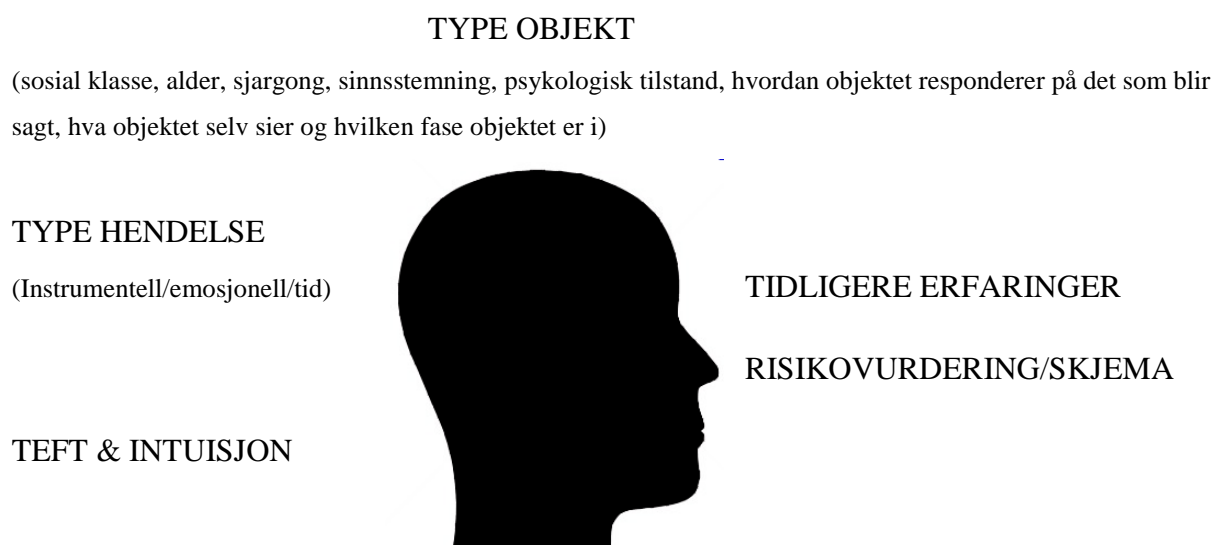 TYPE OBJEKT
(sosial klasse, alder, sjargong, sinnsstemning, psykologisk tilstand, hvordan objektet responderer på det som blir
sagt, hva objektet selv sier og hvilken fase objektet er i)
TYPE HENDELSE
(Instrumentell/emosjonell/tid)
TIDLIGERE ERFARINGER
RISIKOVURDERING/SKJEMA
TEFT & INTUISJON